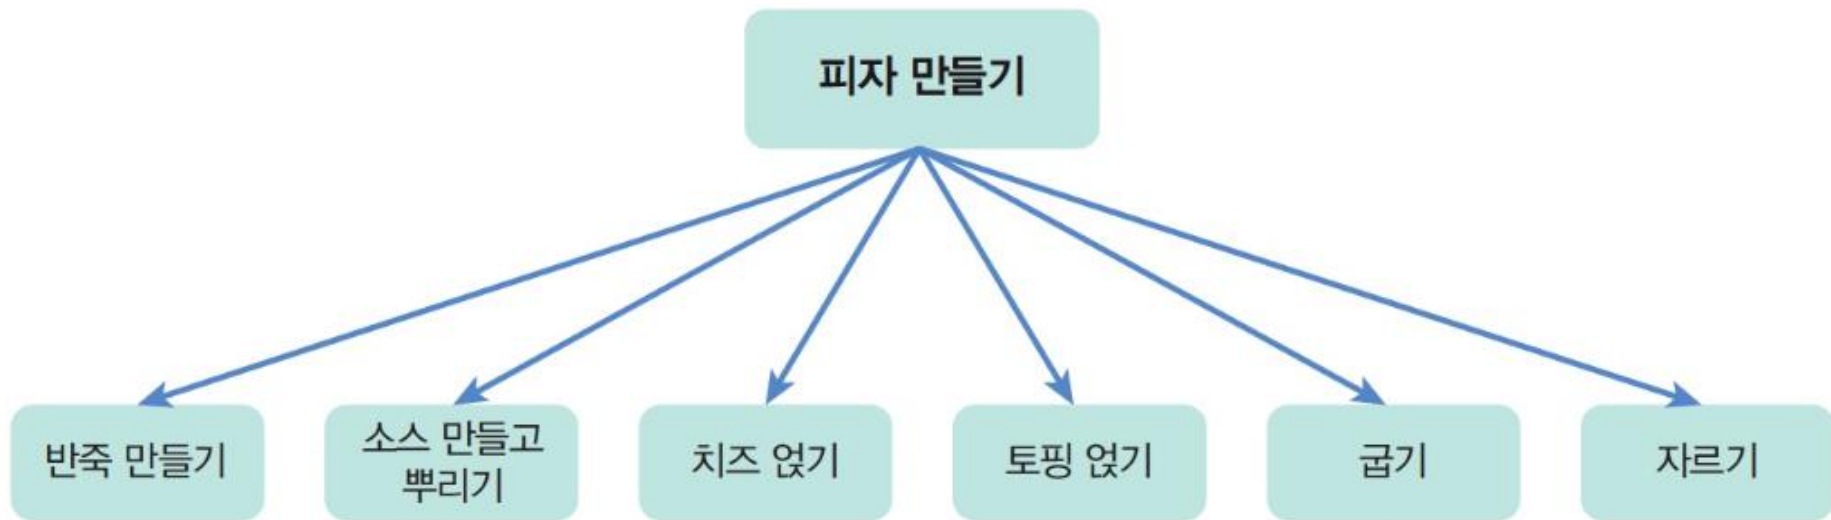 피자 만들기
반죽 만들기
소스 만들고
뿌리기
치즈 얹기
토핑 얹기
굽기
자르기